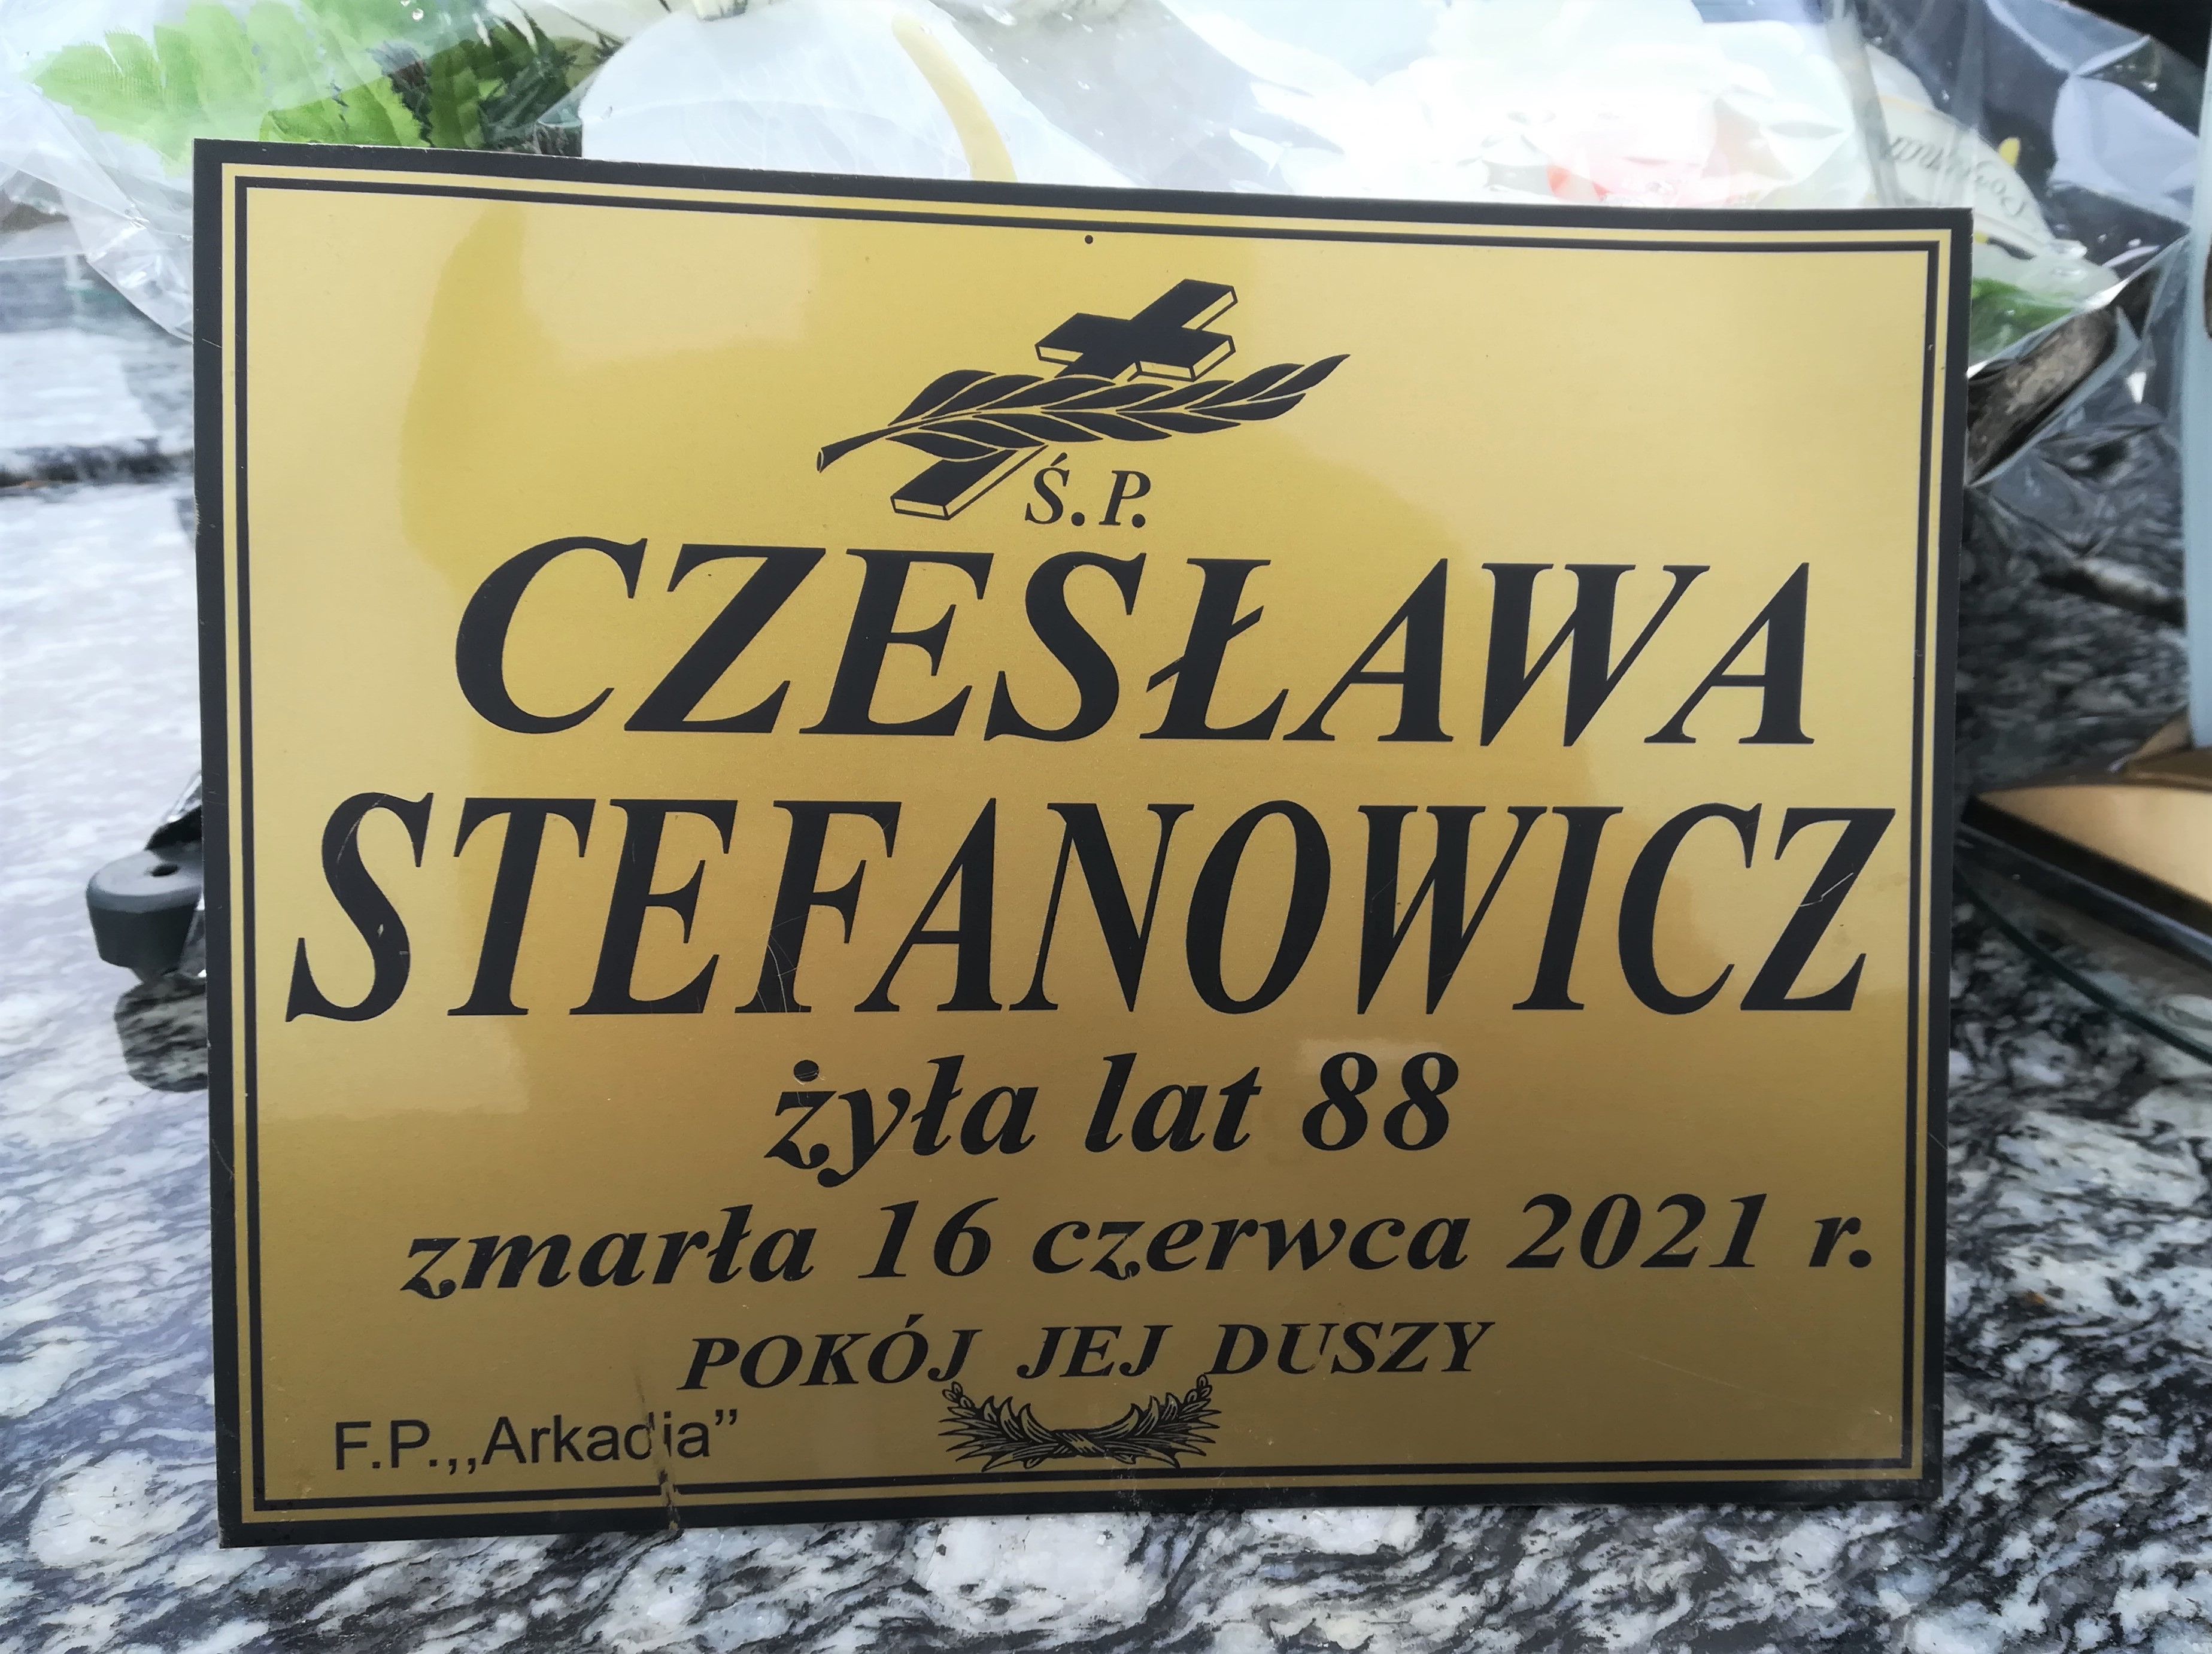 Ś.P.
CZESŁAWA
STEFANOWICZ
żyła lat 88
zmarła 16 czerwca 2021 r.
POKÓJ JEJ DUSZY
F.P.,,Arkadia”